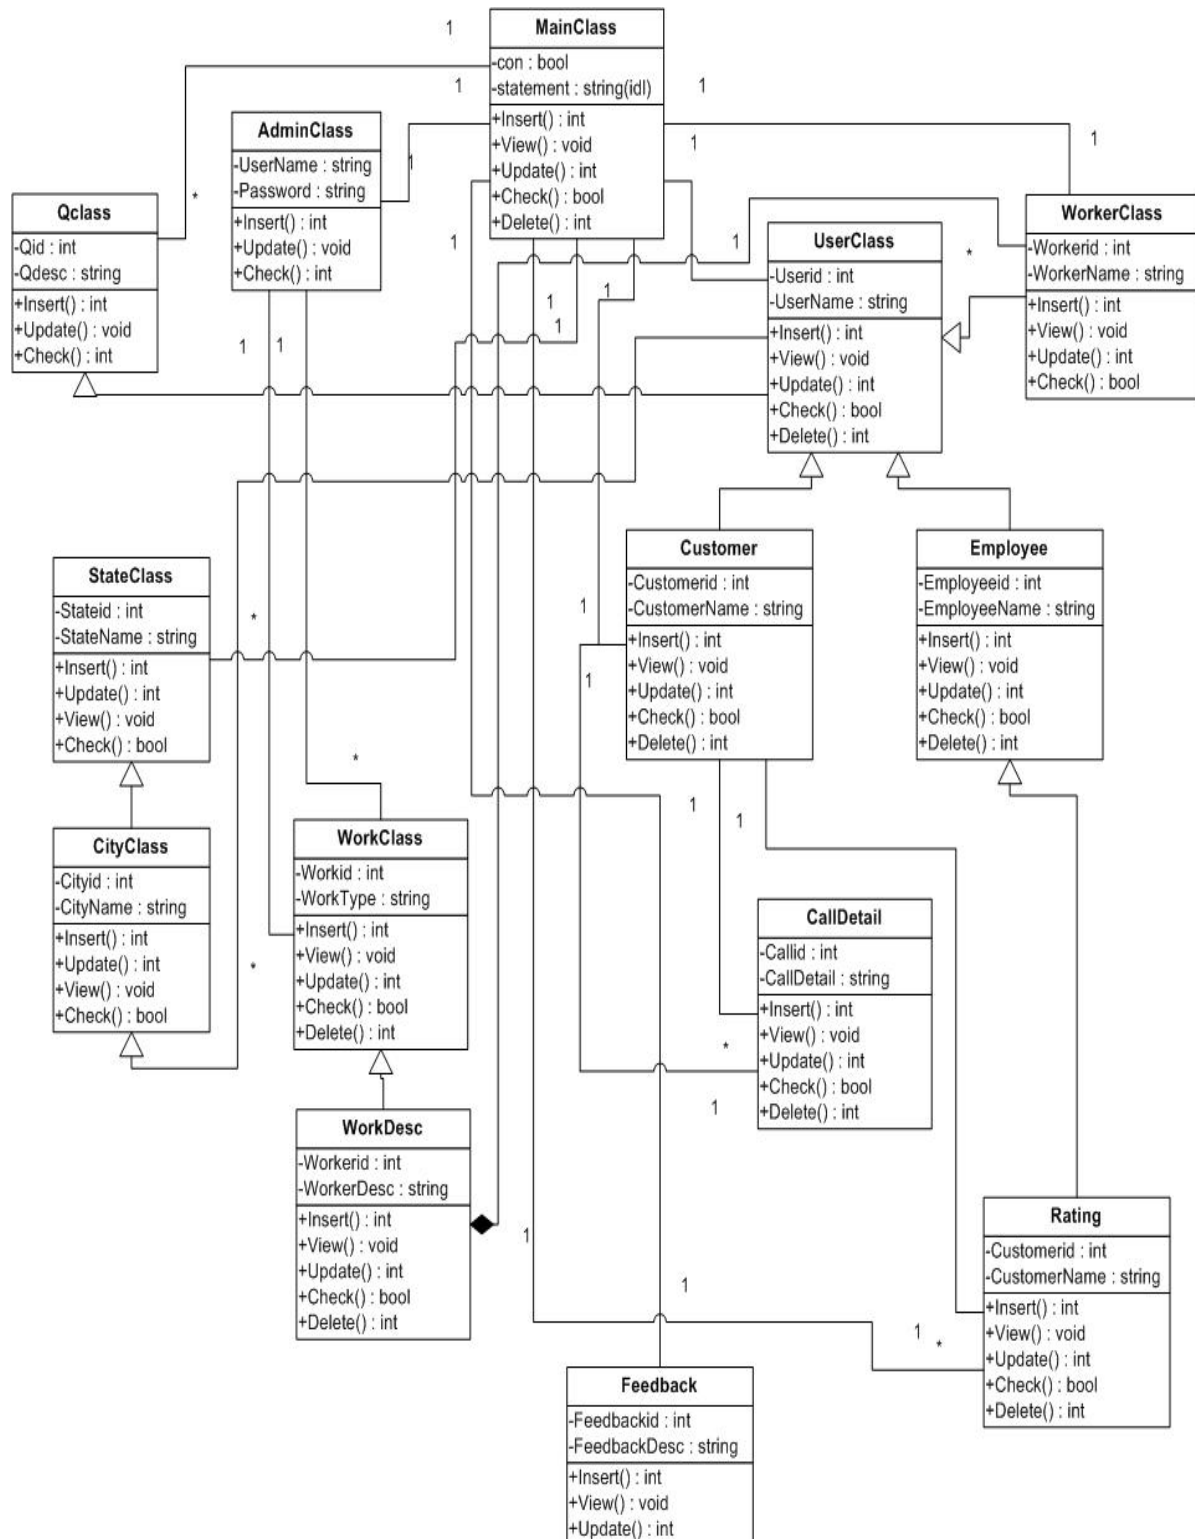 MainClass
-con : bool
-statement : string(idl)
+Insert() : int
+View() : void
+Update() : int
+Check() : bool
+Delete() : int
AdminClass
-UserName : string
-Password : string
+Insert() : int
+Update() : void
+Check() : int
Qclass
-Qid : int
-Qdesc : string
+Insert() : int
+Update() : void
+Check() : int
UserClass
-Userid : int
-UserName : string
+Insert() : int
+View() : void
+Update() : int
+Check() : bool
+Delete() : int
WorkerClass
-Workerid : int
-WorkerName : string
+Insert() : int
+View() : void
+Update() : int
+Check() : bool
StateClass
-Stateid : int
-StateName : string
+Insert() : int
+Update() : int
+View() : void
+Check() : bool
Customer
-Customerid : int
-CustomerName : string
+Insert() : int
+View() : void
+Update() : int
+Check() : bool
+Delete() : int
Employee
-Employeeid : int
-EmployeeName : string
+Insert() : int
+View() : void
+Update() : int
+Check() : bool
+Delete() : int
CityClass
-Cityid : int
-CityName : string
+Insert() : int
+Update() : int
+View() : void
+Check() : bool
WorkClass
-Workid : int
-WorkType : string
+Insert() : int
+View() : void
+Update() : int
+Check() : bool
+Delete() : int
CallDetail
-Callid : int
-CallDetail : string
+Insert() : int
+View() : void
+Update() : int
+Check() : bool
+Delete() : int
WorkDesc
-Workerid : int
-WorkerDesc : string
+Insert() : int
+View() : void
+Update() : int
+Check() : bool
+Delete() : int
Rating
-Customerid : int
-CustomerName : string
+Insert() : int
+View() : void
+Update() : int
+Check() : bool
+Delete() : int
Feedback
-Feedbackid : int
-FeedbackDesc : string
+Insert() : int
+View() : void
+Update() : int
1
1
1
1
1
1
*
1
1
*
1
1
1
1
1
*
1
1
*
1
1
*
*
1
1
1
1
*